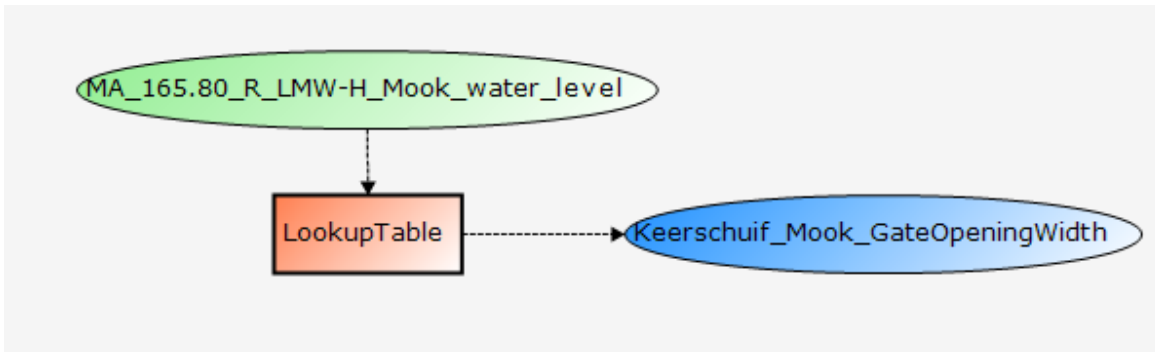 MA_165.80_R_LMW-H_Mook_water_level
LookupTable
Keerschuif_Mook_GateOpeningWidth